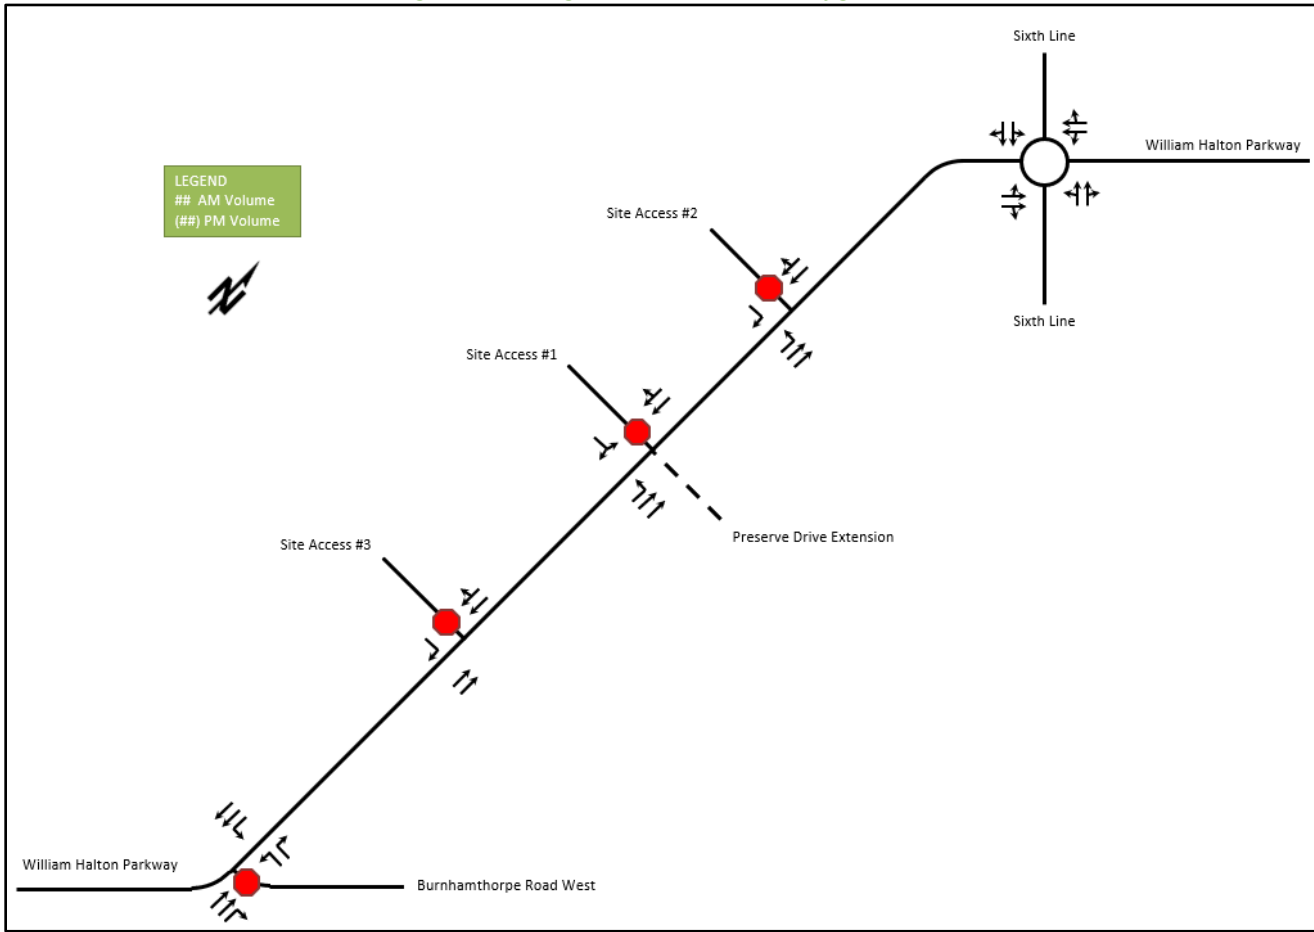 Sixth Line
William Halton Parkway
LEGEND
## AM Volume
(##) PM Volume
Site Access #2
N
Sixth Line
Site Access #1
Preserve Drive Extension
Site Access #3
William Halton Parkway
Burnhamthorpe Road West